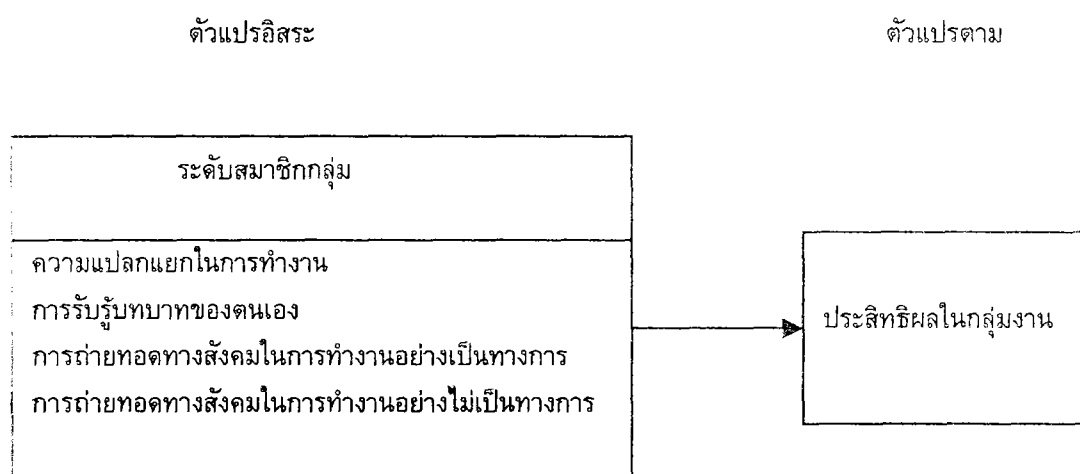 ตัวแปรอิสระ
ตัวแปรตาม
ระดับสมาชิกกลุ่ม
ความแปลกแยกในการทำงาน
การรับรู้บทบาทของตนเอง
การถ่ายทอดทางสังคมในการทำงานอย่างเป็นทางการ
การถ่ายทอดทางสังคมในการทำงานอย่างไม่เป็นทางการ
ประสิทธิผลในกลุ่มงาน